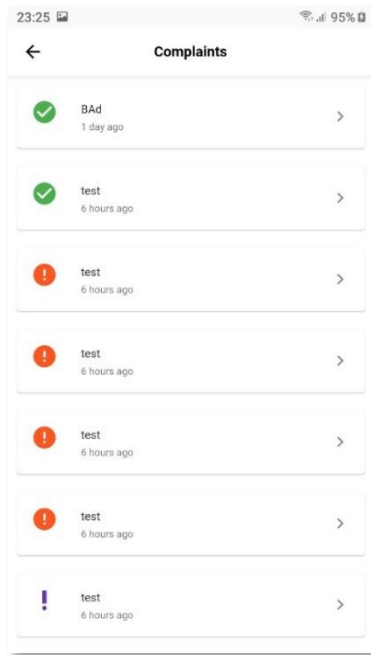 23:25 95%
Complaints
BAd
1 day ago
test
6 hours ago
test
6 hours ago
test
6 hours ago
test
6 hours ago
test
6 hours ago
test
6 hours ago